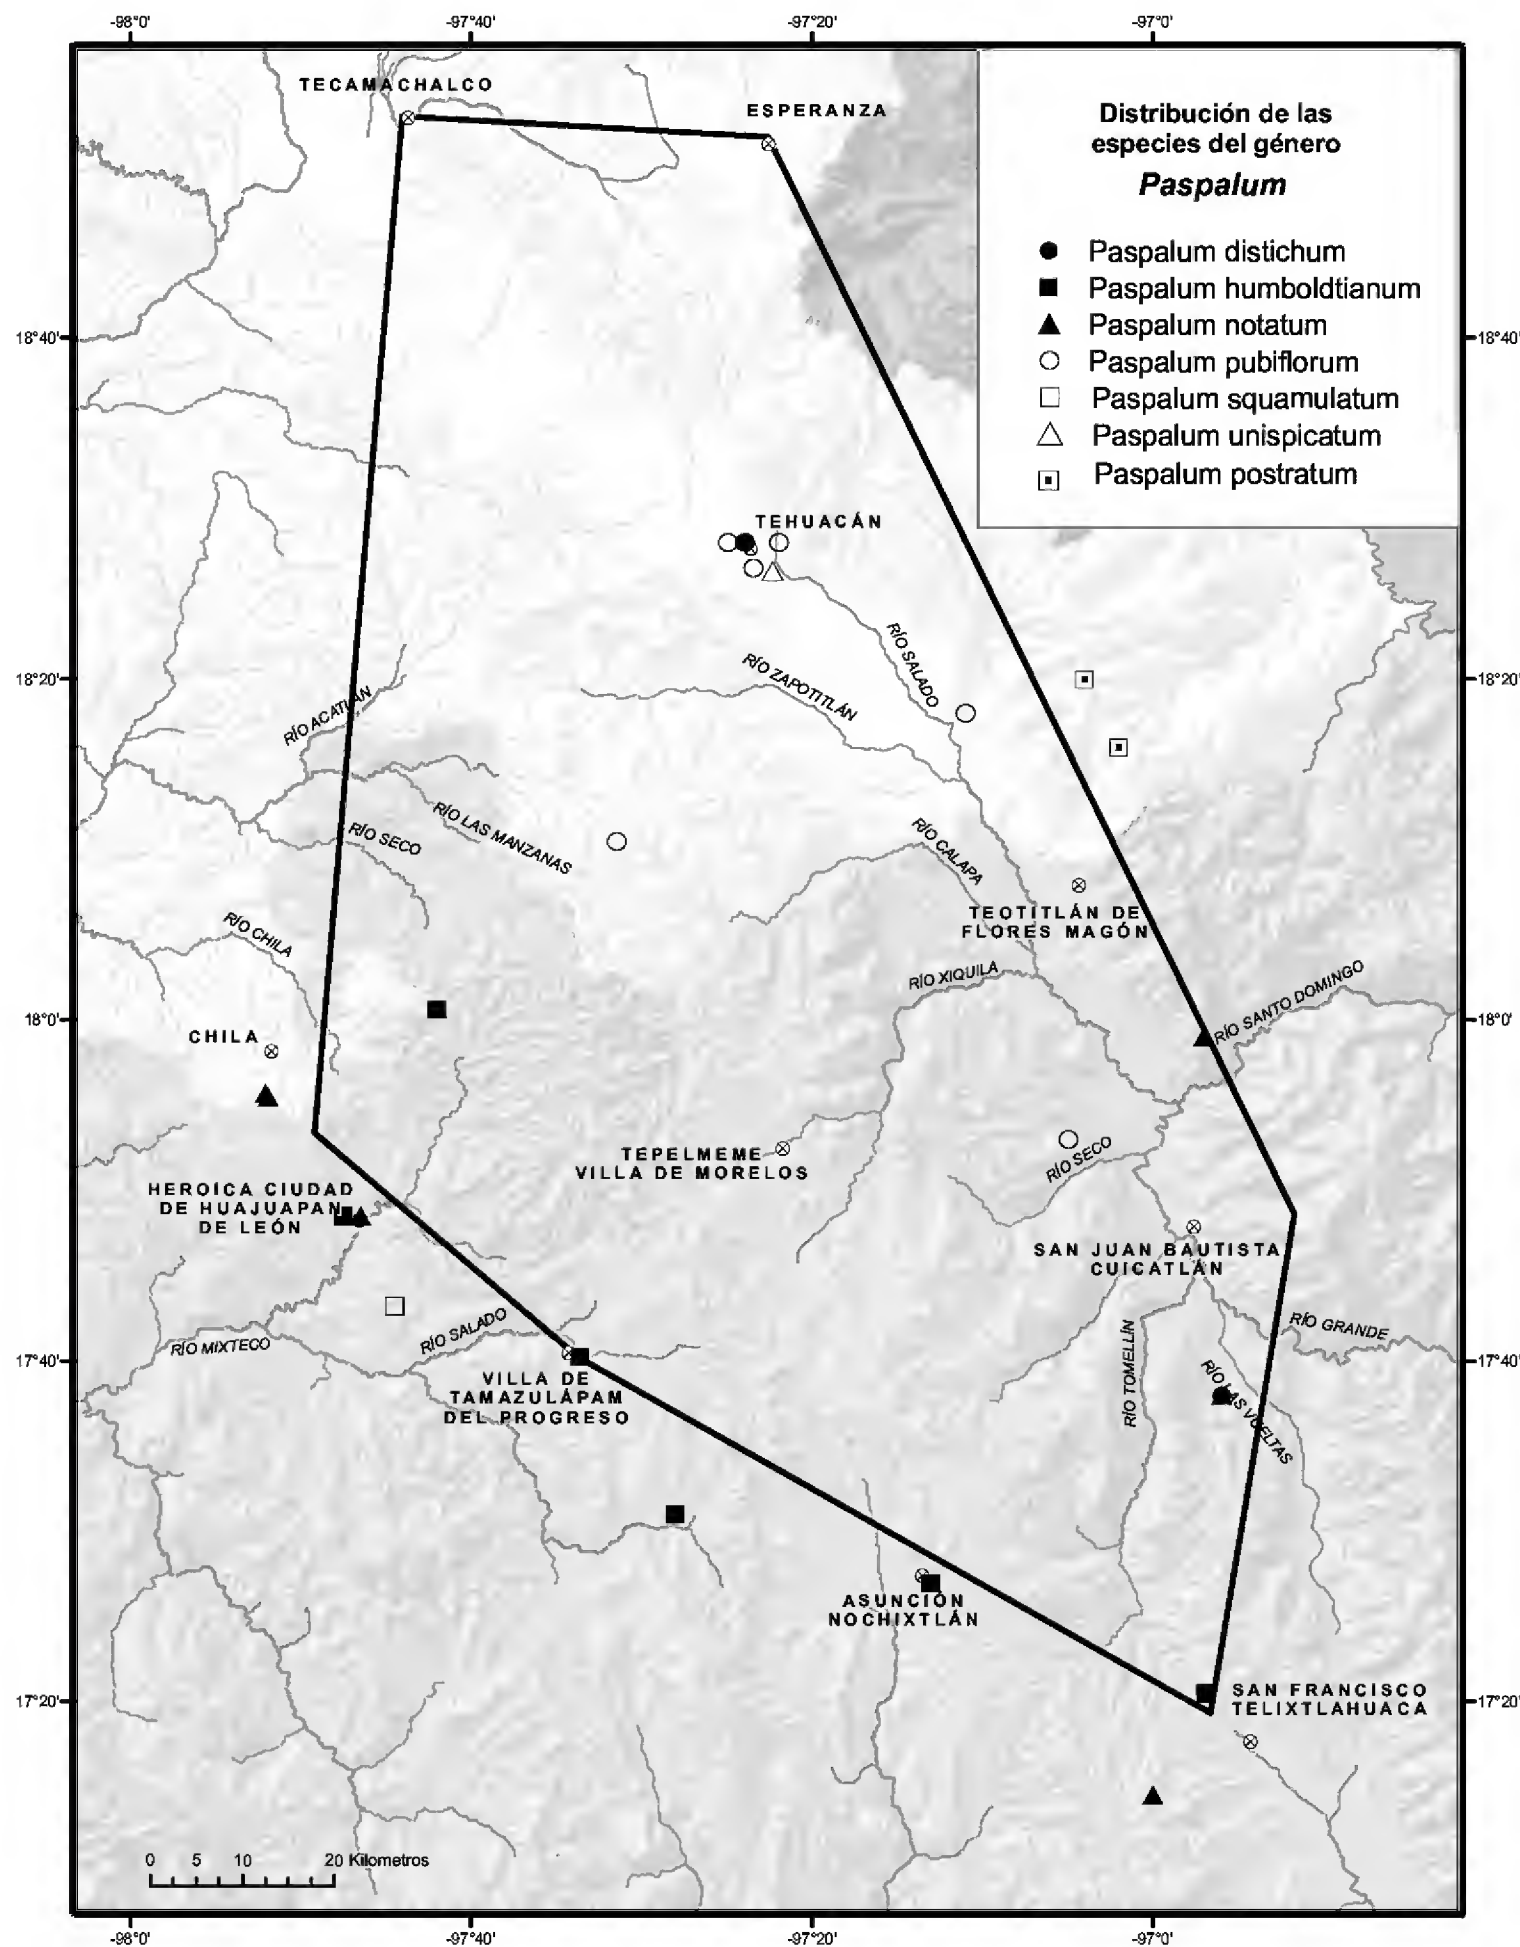 -98°0' -97°40' -97°20' -97°0'
TECAMACHALCO
ESPERANZA
Distribución de las
especies del género
Paspalum
Paspalum distichum
Paspalum humboldtianum
Paspalum notatum
Paspalum pubiflorum
Paspalum squamulatum
Paspalum unispicatum
Paspalum postratum
18°40' 18°40'
TEHUACÁN
RÍO SALADO
RÍO ZAPOTITLÁN
18°20' 18°20'
RÍO ACATLÁN
RÍO LAS MANZANAS
RÍO SECO
RÍO CALAPA
TEOTITLÁN DE
FLORES MAGÓN
RÍO CHILA
RÍO XIQUILA
RÍO SANTO DOMINGO
18°0' 18°0'
CHILA
TEPELMEME
VILLA DE MORELOS
RÍO SECO
HEROICA CIUDAD
DE HUAJUAPAN
DE LEÓN
SAN JUAN BAUTISTA
CUICATLÁN
RÍO SALADO
RÍO MIXTECO
RÍO GRANDE
RÍO TOMELLÍN
17°40' 17°40'
RÍO LAS VUELTAS
VILLA DE
TAMAZULÁPAM
DEL PROGRESO
ASUNCIÓN
NOCHIXTLÁN
SAN FRANCISCO
TELIXTLAHUACA
17°20' 17°20'
0 5 10 20 Kilometros
-98°0' -97°40' -97°20' -97°0'